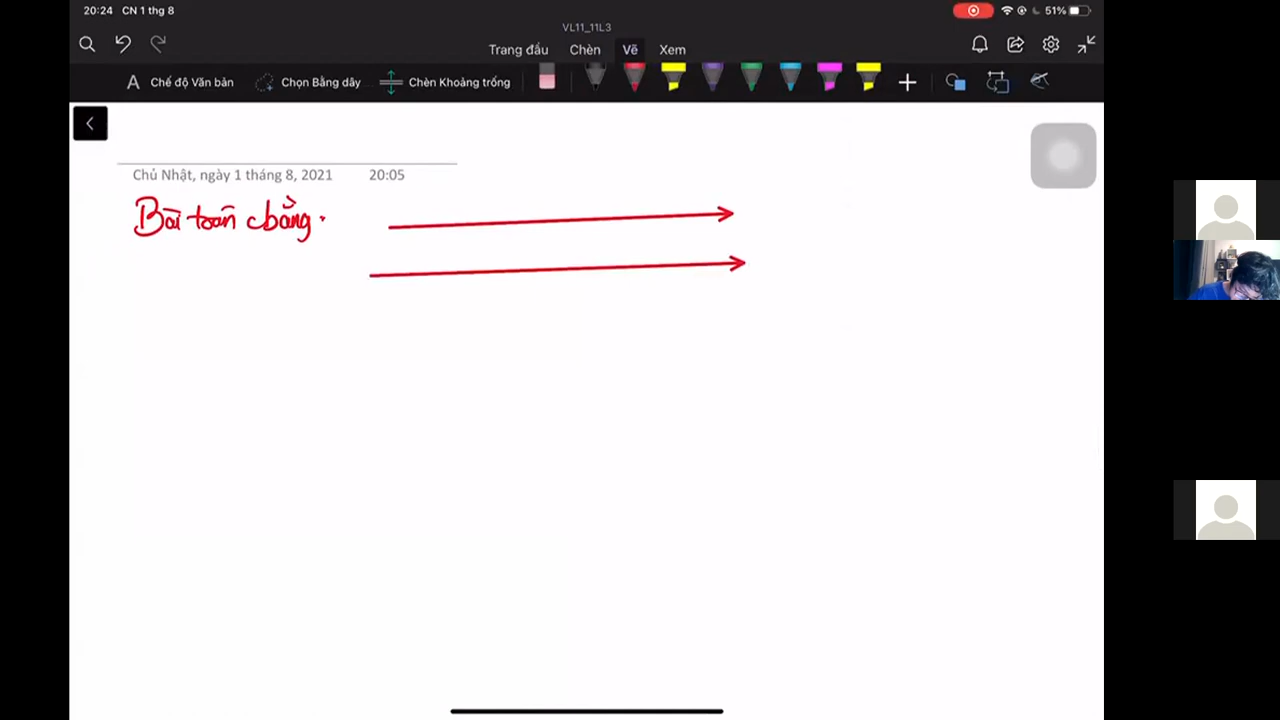 20:24 CN 1 thg 8
51%
VL11_11L3
Trang đầu Chèn Vẽ Xem
A Chế độ Văn bản Chọn Bằng dây Chèn Khoảng trống
Chủ Nhật, ngày 1 tháng 8, 2021 20:05
Bài toán